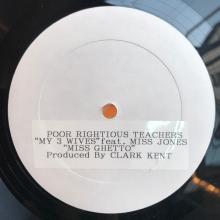 POOR RIGHTIOUS TEACHERS
"MY 3 WIVES"feat. MISS JONES
"MISS GHETTO"
Produced By CLARK KENT